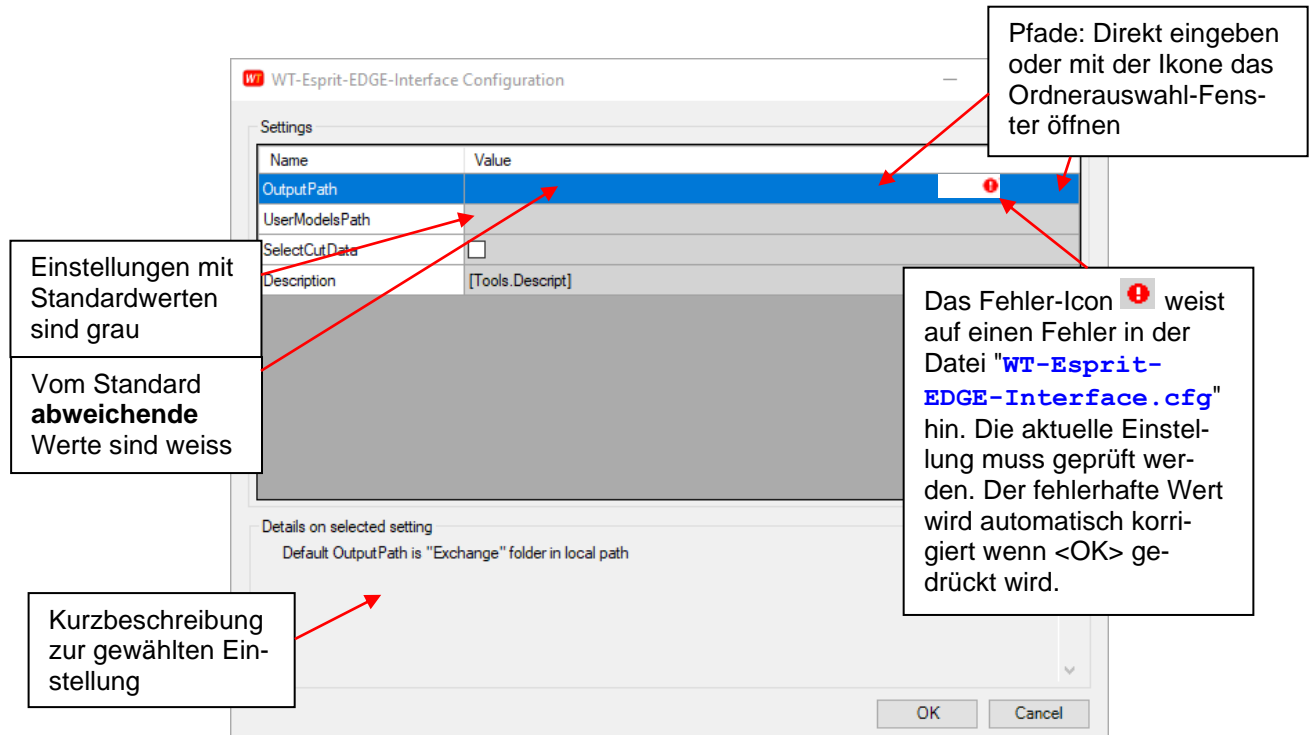 Pfade: Direkt eingeben
oder mit der Ikone das
Ordnerauswahl-Fens-
ter öffnen
WT WT-Esprit-EDGE-Interface Configuration
Settings
Name Value
OutputPath
UserModelsPath
SelectCutData
Description [Tools.Descript]
Einstellungen mit
Standardwerten
sind grau
Vom Standard
abweichende
Werte sind weiss
Das Fehler-Icon weist
auf einen Fehler in der
Datei "WT-Esprit-
EDGE-Interface.cfg"
hin. Die aktuelle Einstel-
lung muss geprüft wer-
den. Der fehlerhafte Wert
wird automatisch korri-
giert wenn <OK> ge-
drückt wird.
Details on selected setting
Default OutputPath is "Exchange" folder in local path
Kurzbeschreibung
zur gewählten Ein-
stellung
OK Cancel